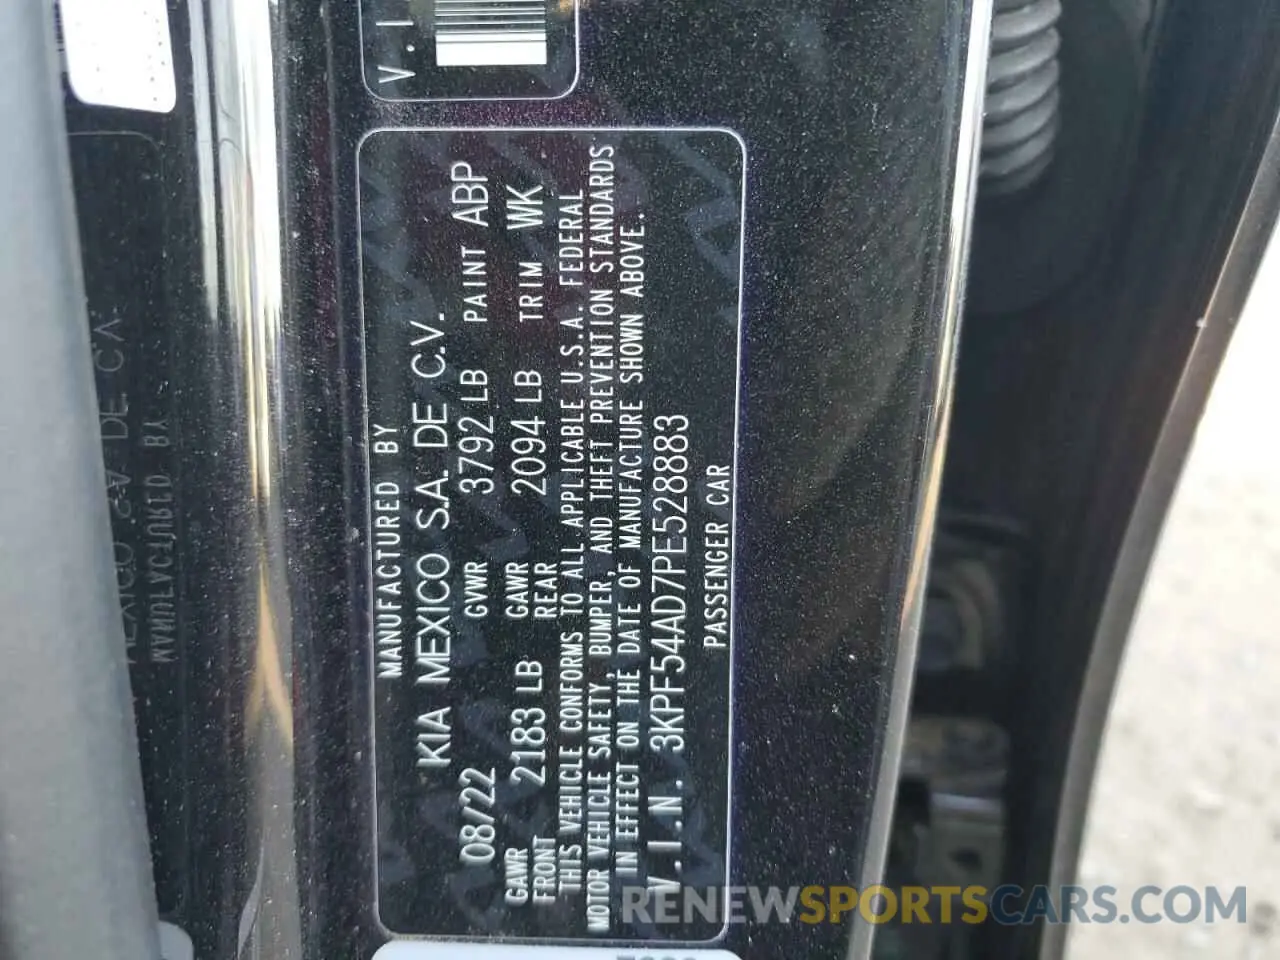 MANUFACTURED BY
KIA MEXICO S.A. DE C.V.
08/22 GVWR 3792 LB PAINT ABP
GAWR FRONT 2183 LB GAWR REAR 2094 LB TRIM WK
THIS VEHICLE CONFORMS TO ALL APPLICABLE U.S.A. FEDERAL
MOTOR VEHICLE SAFETY, BUMPER, AND THEFT PREVENTION STANDARDS
IN EFFECT ON THE DATE OF MANUFACTURE SHOWN ABOVE.
V.I.N. 3KPF54AD7PE528883
PASSENGER CAR
V.I
RENEWSPORTSCARS.COM